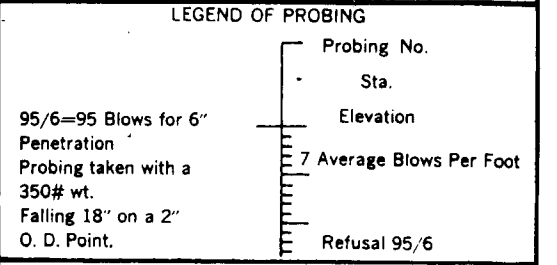 LEGEND OF PROBING
Probing No.
Sta.
Elevation
95/6=95 Blows for 6"
Penetration
Probing taken with a
350# wt.
Falling 18" on a 2"
O. D. Point.
7 Average Blows Per Foot
Refusal 95/6